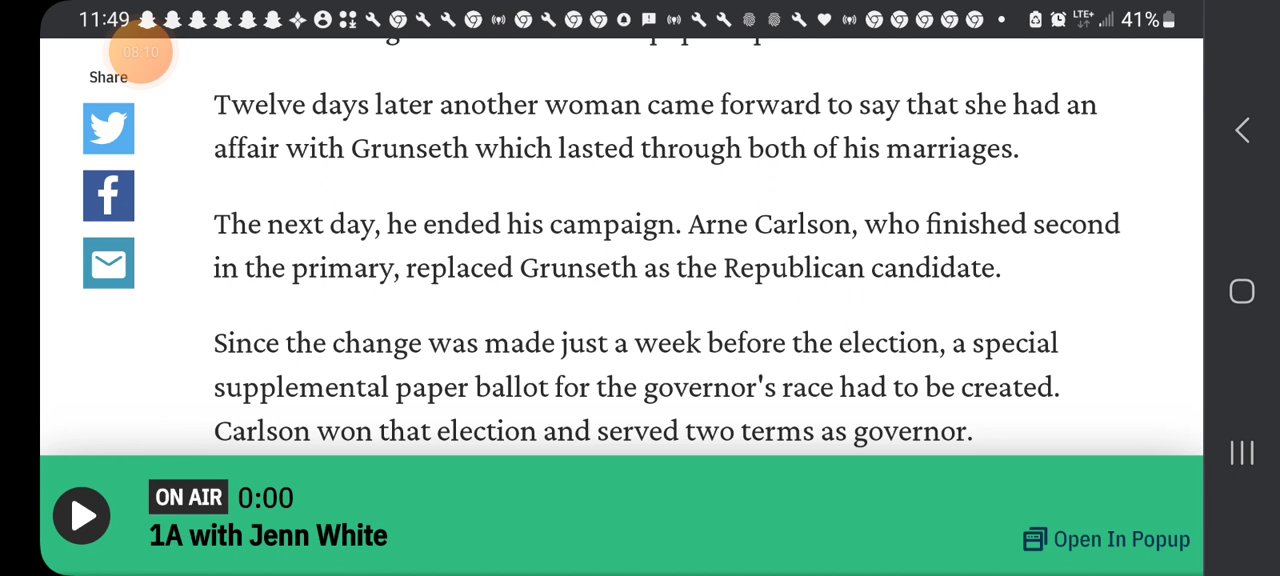 11:49
LTE+
41%
08:10
Share
Twelve days later another woman came forward to say that she had an
affair with Grunseth which lasted through both of his marriages.
The next day, he ended his campaign. Arne Carlson, who finished second
in the primary, replaced Grunseth as the Republican candidate.
Since the change was made just a week before the election, a special
supplemental paper ballot for the governor's race had to be created.
Carlson won that election and served two terms as governor.
ON AIR 0:00
1A with Jenn White
Open In Popup